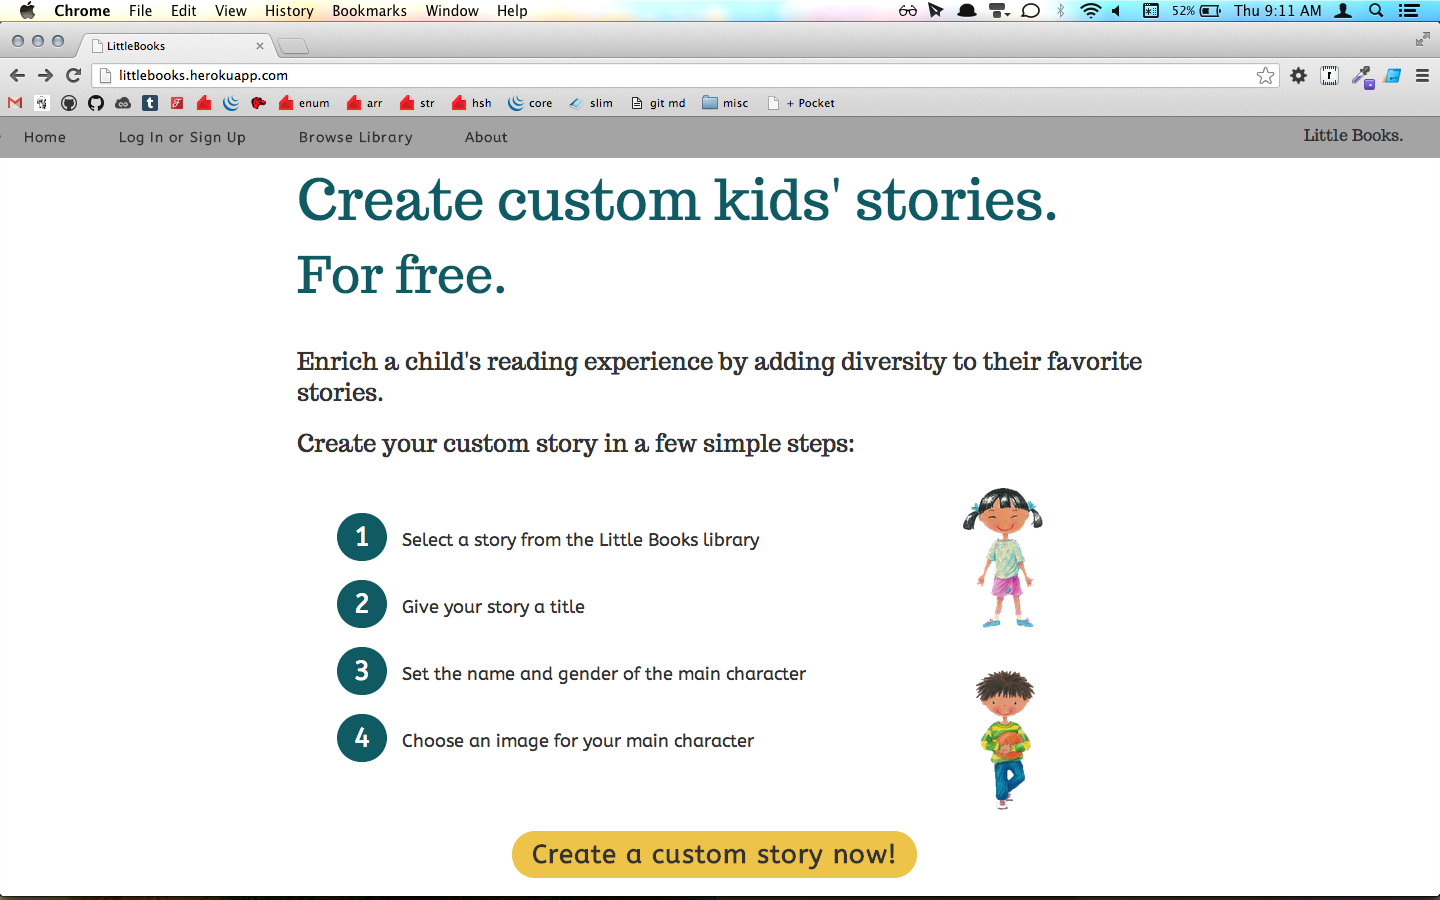 Chrome File Edit View History Bookmarks Window Help 52% Thu 9:11 AM
LittleBooks
littlebooks.herokuapp.com
enum arr str hsh core slim git md misc + Pocket
Home Log In or Sign Up Browse Library About Little Books.
Create custom kids' stories.
For free.
Enrich a child's reading experience by adding diversity to their favorite
stories.
Create your custom story in a few simple steps:
1 Select a story from the Little Books library
2 Give your story a title
3 Set the name and gender of the main character
4 Choose an image for your main character
Create a custom story now!